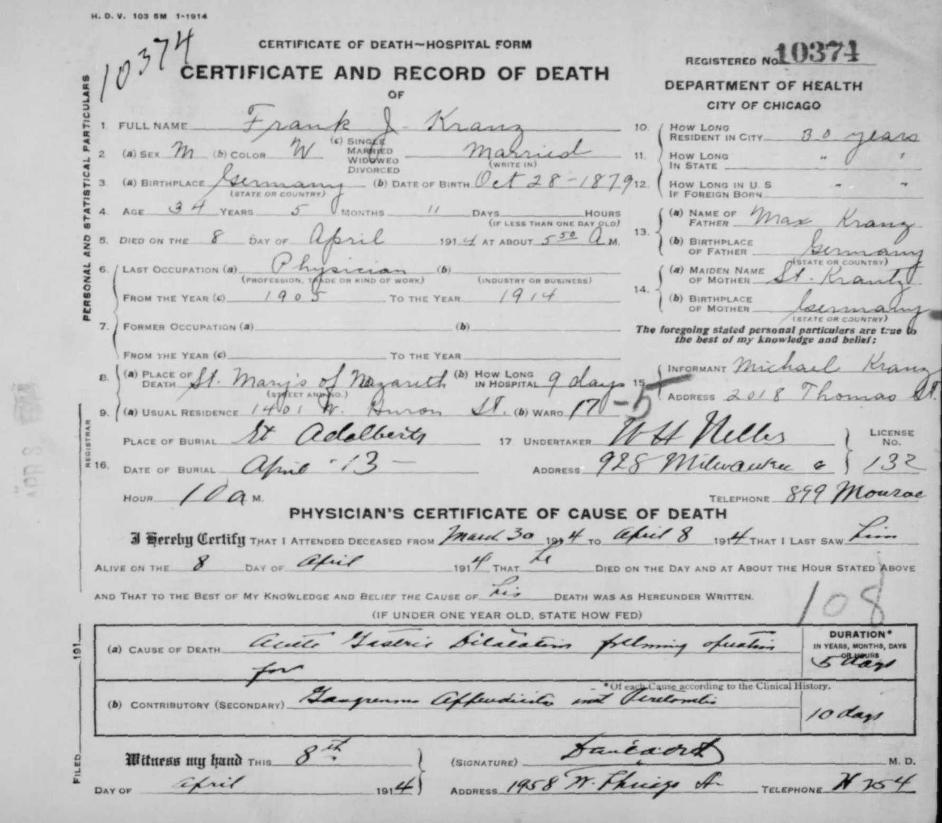 H. D. V. 103 5M 1-1914
10374
CERTIFICATE OF DEATH—HOSPITAL FORM
REGISTERED No. 10374
CERTIFICATE AND RECORD OF DEATH
OF
DEPARTMENT OF HEALTH
CITY OF CHICAGO
PERSONAL AND STATISTICAL PARTICULARS
1. FULL NAME Frank J. Kranz
2. (a) SEX M (b) COLOR W (c) SINGLE MARRIED WIDOWED DIVORCED Married (WRITE IN)
3. (a) BIRTHPLACE Germany (STATE OR COUNTRY) (b) DATE OF BIRTH Oct 28-1879
4. AGE 34 YEARS 5 MONTHS 11 DAYS HOURS (IF LESS THAN ONE DAY OLD)
5. DIED ON THE 8 DAY OF April 1914 AT ABOUT 5 50 A M.
6. LAST OCCUPATION (a) Physician (b)
(PROFESSION, TRADE OR KIND OF WORK) (INDUSTRY OR BUSINESS)
FROM THE YEAR (c) 1905 TO THE YEAR 1914
7. FORMER OCCUPATION (a) (b)
FROM THE YEAR (c) TO THE YEAR
8. (a) PLACE OF DEATH St. Mary's of Nazareth (STREET AND NO.) (b) HOW LONG IN HOSPITAL 9 days
9. (a) USUAL RESIDENCE 1401 W. Huron St. (b) WARD 17 -5
10. HOW LONG RESIDENT IN CITY 30 years
11. HOW LONG IN STATE " "
12. HOW LONG IN U.S IF FOREIGN BORN " "
13. (a) NAME OF FATHER Max Kranz
(b) BIRTHPLACE OF FATHER Germany (STATE OR COUNTRY)
14. (a) MAIDEN NAME OF MOTHER St. Krantz
(b) BIRTHPLACE OF MOTHER Germany (STATE OR COUNTRY)
The foregoing stated personal particulars are true to
the best of my knowledge and belief:
15. INFORMANT Michael Kranz
ADDRESS 2018 Thomas St.
REGISTRAR
16. PLACE OF BURIAL St Adalberts
DATE OF BURIAL April 13 -
HOUR 10 a M.
17 UNDERTAKER WH Nelles
ADDRESS 928 Milwaukee
LICENSE No. 132
TELEPHONE 899 Monroe
PHYSICIAN'S CERTIFICATE OF CAUSE OF DEATH
I Hereby Certify THAT I ATTENDED DECEASED FROM March 30 1914 TO April 8 1914 THAT I LAST SAW him
ALIVE ON THE 8 DAY OF April 1914 THAT he DIED ON THE DAY AND AT ABOUT THE HOUR STATED ABOVE
AND THAT TO THE BEST OF MY KNOWLEDGE AND BELIEF THE CAUSE OF his DEATH WAS AS HEREUNDER WRITTEN.
(IF UNDER ONE YEAR OLD, STATE HOW FED)
108
(a) CAUSE OF DEATH Acute Gastric Dilatation following operation
for
DURATION*
IN YEARS, MONTHS, DAYS
OR HOURS
5 days
*Of each Cause according to the Clinical History.
(b) CONTRIBUTORY (SECONDARY) Gangrenous Appendicitis and Peritonitis
10 days
FILED 191
Witness my hand THIS 8th
DAY OF April 1914
(SIGNATURE) M. D.
ADDRESS 1958 W. TELEPHONE H 254